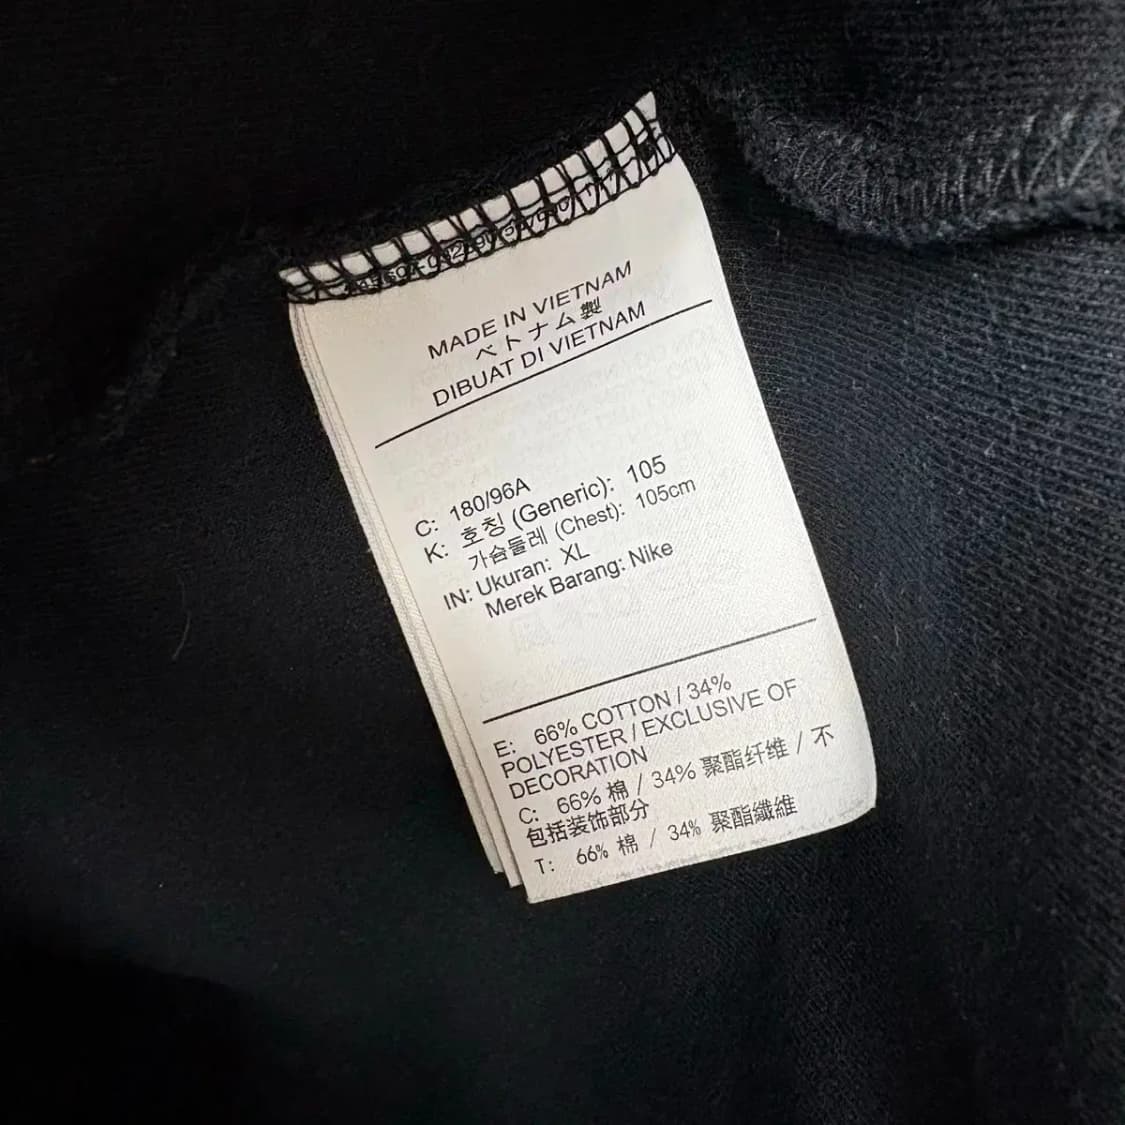 MADE IN VIETNAM
ベトナム製
DIBUAT DI VIETNAM
C: 180/96A
K: 호칭 (Generic): 105
가슴둘레 (Chest): 105cm
IN: Ukuran: XL
Merek Barang: Nike
E: 66% COTTON / 34%
POLYESTER / EXCLUSIVE OF
DECORATION
C: 66% 棉 / 34% 聚酯纤维 / 不
包括装饰部分
T: 66% 棉 / 34% 聚酯纖維